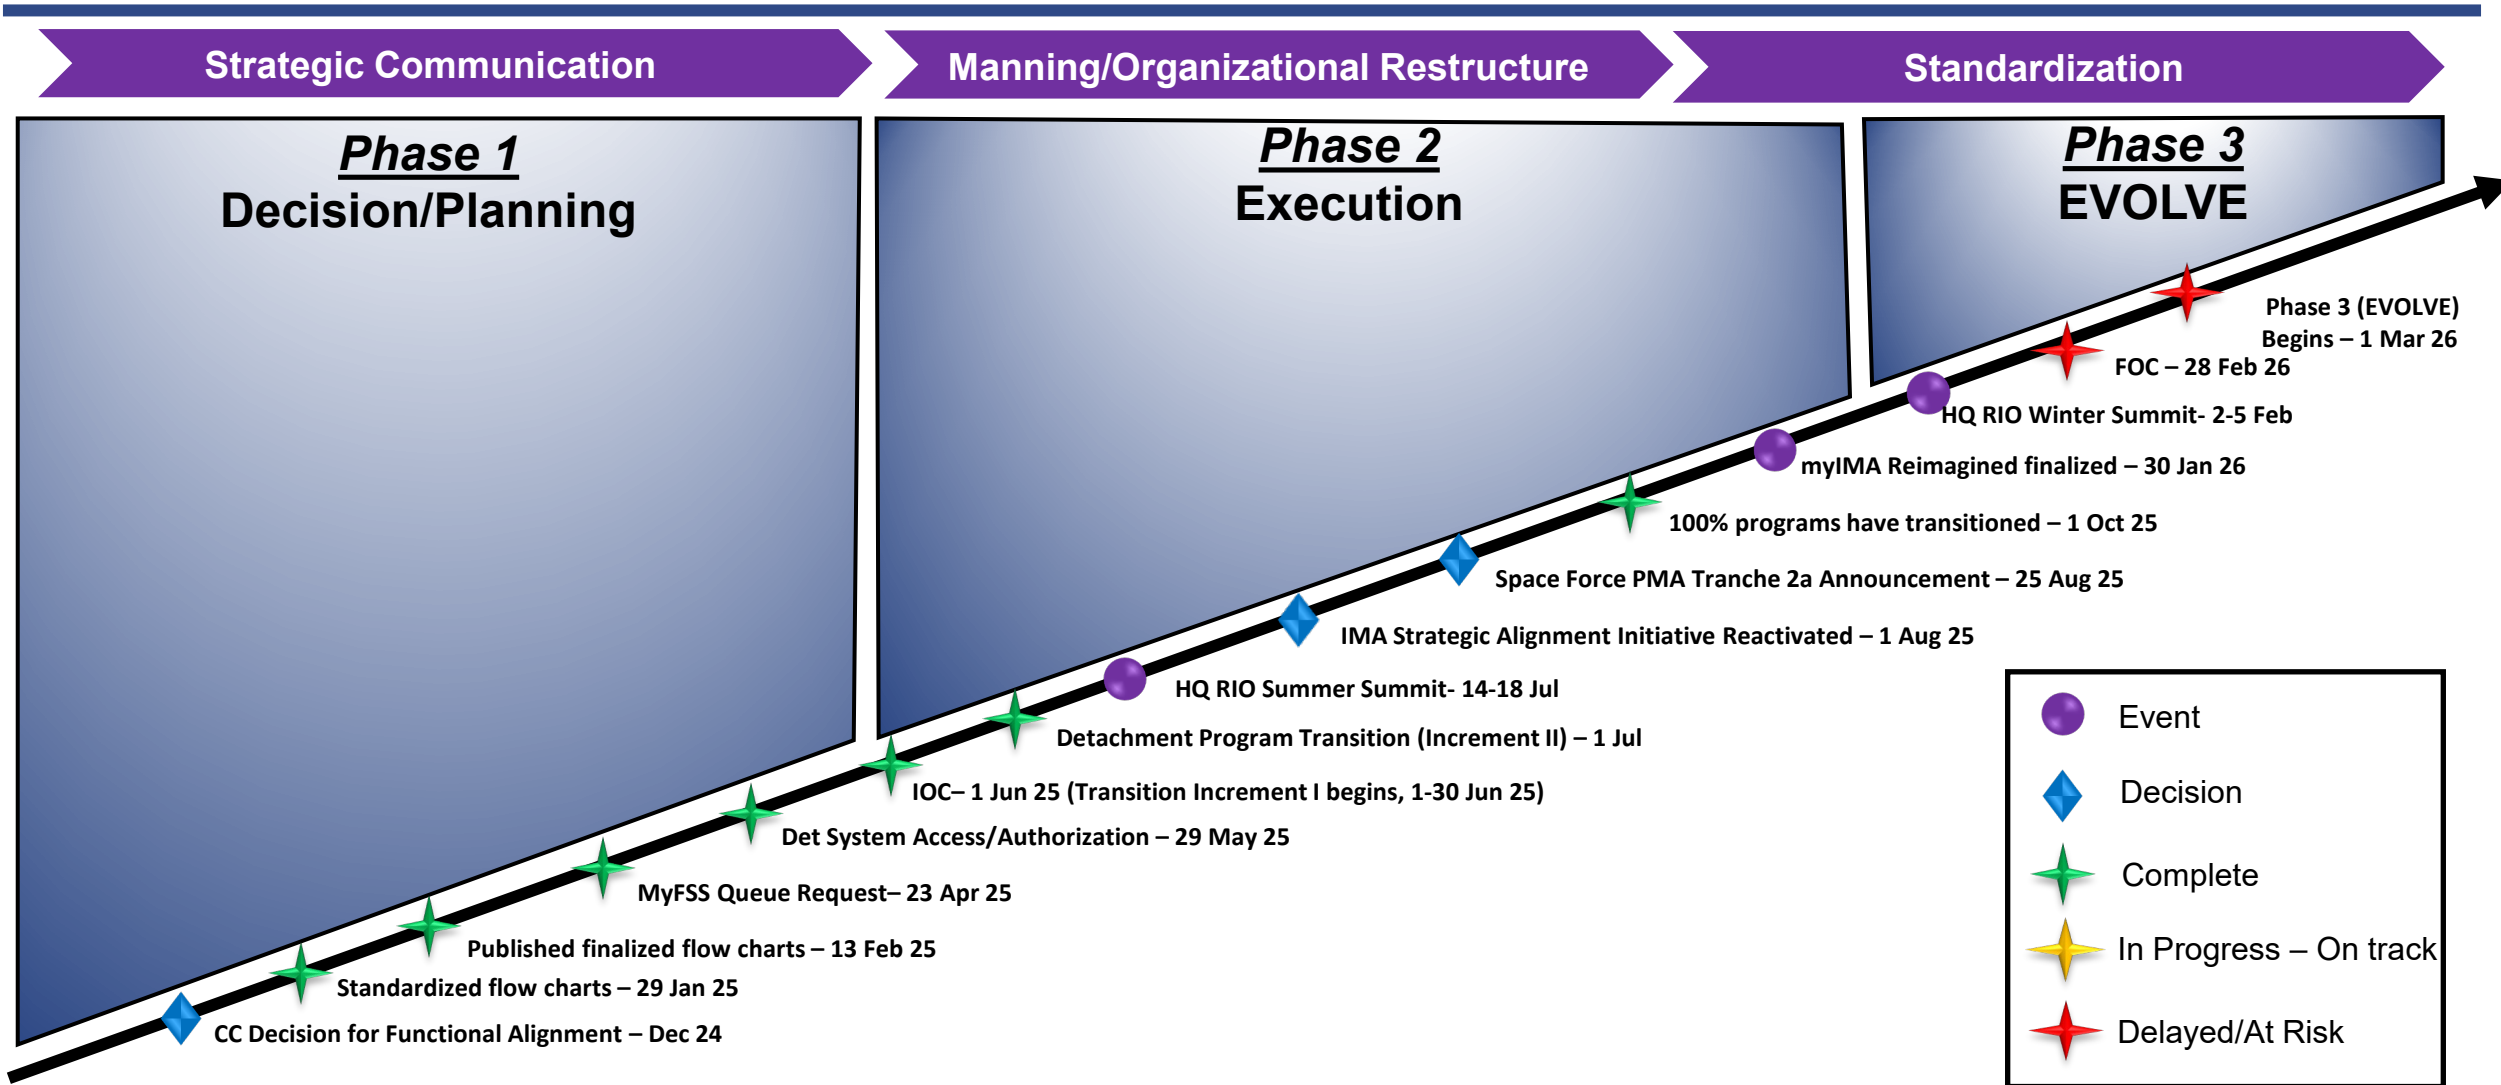 Strategic Communication
Manning/Organizational Restructure
Standardization
Phase 1
Decision/Planning
Phase 2
Execution
Phase 3
EVOLVE
Phase 3 (EVOLVE)
Begins – 1 Mar 26
FOC – 28 Feb 26
HQ RIO Winter Summit- 2-5 Feb
myIMA Reimagined finalized – 30 Jan 26
100% programs have transitioned – 1 Oct 25
Space Force PMA Tranche 2a Announcement – 25 Aug 25
IMA Strategic Alignment Initiative Reactivated – 1 Aug 25
HQ RIO Summer Summit- 14-18 Jul
Detachment Program Transition (Increment II) – 1 Jul
IOC– 1 Jun 25 (Transition Increment I begins, 1-30 Jun 25)
Det System Access/Authorization – 29 May 25
MyFSS Queue Request– 23 Apr 25
Published finalized flow charts – 13 Feb 25
Standardized flow charts – 29 Jan 25
CC Decision for Functional Alignment – Dec 24
Event
Decision
Complete
In Progress – On track
Delayed/At Risk